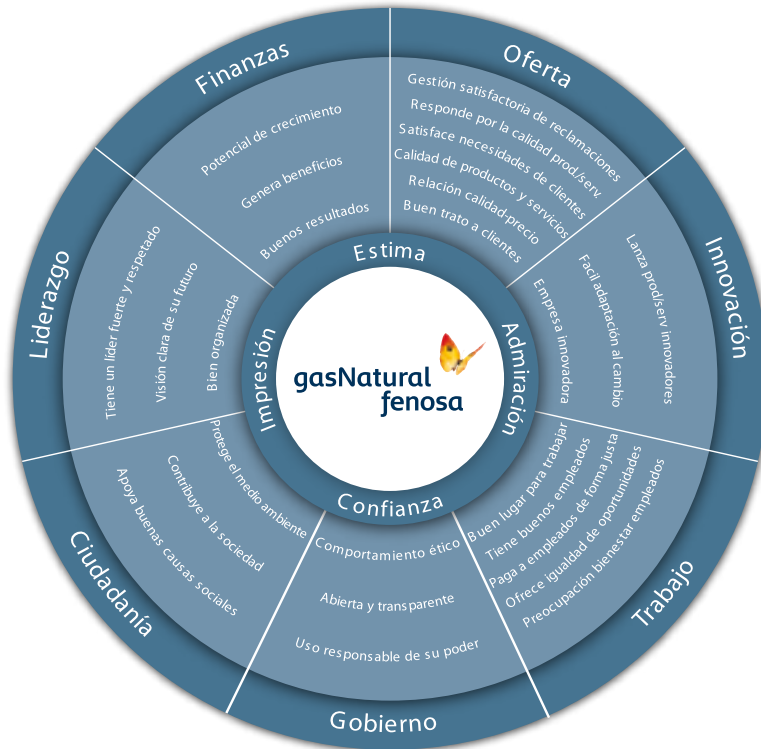 Finanzas
Potencial de crecimiento
Genera beneficios
Buenos resultados
Oferta
Gestión satisfactoria de reclamaciones
Responde por la calidad prod/serv.
Satisface necesidades de clientes
Calidad de productos y servicios
Relación calidad-precio
Buen trato a clientes
Innovación
Lanza prod/serv innovadores
Facil adaptación al cambio
Empresa innovadora
Trabajo
Buen lugar para trabajar
Tiene buenos empleados
Paga a empleados de forma justa
Ofrece igualdad de oportunidades
Preocupación bienestar empleados
Gobierno
Comportamiento ético
Abierta y transparente
Uso responsable de su poder
Ciudadanía
Protege el medio ambiente
Contribuye a la sociedad
Apoya buenas causas sociales
Liderazgo
Tiene un líder fuerte y respetado
Visión clara de su futuro
Bien organizada
Estima
Admiración
Confianza
Impresión
gasNatural
fenosa